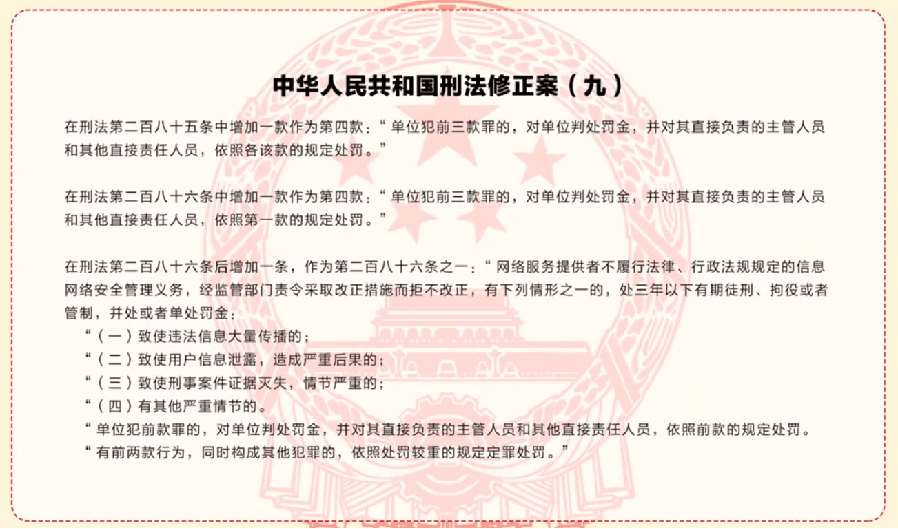 中华人民共和国刑法修正案（九）
在刑法第二百八十五条中增加一款作为第四款：“单位犯前三款罪的，对单位判处罚金，并对其直接负责的主管人员
和其他直接责任人员，依照各该款的规定处罚。”
在刑法第二百八十六条中增加一款作为第四款：“单位犯前三款罪的，对单位判处罚金，并对其直接负责的主管人员
和其他直接责任人员，依照第一款的规定处罚。”
在刑法第二百八十六条后增加一条，作为第二百八十六条之一：“网络服务提供者不履行法律、行政法规规定的信息
网络安全管理义务，经监管部门责令采取改正措施而拒不改正，有下列情形之一的，处三年以下有期徒刑、拘役或者
管制，并处或者单处罚金：
“（一）致使违法信息大量传播的；
“（二）致使用户信息泄露，造成严重后果的；
“（三）致使刑事案件证据灭失，情节严重的；
“（四）有其他严重情节的。
“单位犯前款罪的，对单位判处罚金，并对其直接负责的主管人员和其他直接责任人员，依照前款的规定处罚。
“有前两款行为，同时构成其他犯罪的，依照处罚较重的规定定罪处罚。”